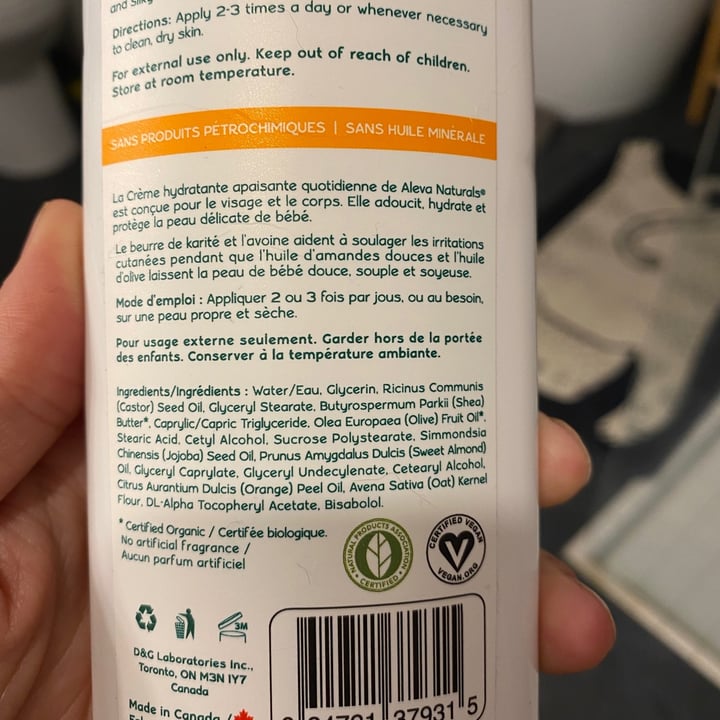 and Silky
Directions: Apply 2-3 times a day or whenever necessary
to clean, dry skin.
For external use only. Keep out of reach of children.
Store at room temperature.
SANS PRODUITS PÉTROCHIMIQUES | SANS HUILE MINÉRALE
La Crème hydratante apaisante quotidienne de Aleva Naturals®
est conçue pour le visage et le corps. Elle adoucit, hydrate et
protège la peau délicate de bébé.
Le beurre de karité et l'avoine aident à soulager les irritations
cutanées pendant que l'huile d'amandes douces et l'huile
d'olive laissent la peau de bébé douce, souple et soyeuse.
Mode d'emploi : Appliquer 2 ou 3 fois par jours, ou au besoin,
sur une peau propre et sèche.
Pour usage externe seulement. Garder hors de la portée
des enfants. Conserver à la température ambiante.
Ingredients/Ingrédients : Water/Eau, Glycerin, Ricinus Communis
(Castor) Seed Oil, Glyceryl Stearate, Butyrospermum Parkii (Shea)
Butter*, Caprylic/Capric Triglyceride, Olea Europaea (Olive) Fruit Oil*,
Stearic Acid, Cetyl Alcohol, Sucrose Polystearate, Simmondsia
Chinensis (Jojoba) Seed Oil, Prunus Amygdalus Dulcis (Sweet Almond)
Oil, Glyceryl Caprylate, Glyceryl Undecylenate, Cetearyl Alcohol,
Citrus Aurantium Dulcis (Orange) Peel Oil, Avena Sativa (Oat) Kernel
Flour, DL-Alpha Tocopheryl Acetate, Bisabolol.
* Certified Organic / Certifée biologique.
No artificial fragrance /
Aucun parfum artificiel
NATURAL PRODUCTS ASSOCIATION
• CERTIFIED •
CERTIFIED VEGAN
VEGAN.ORG
3M
D&G Laboratories Inc.,
Toronto, ON M3N 1Y7
Canada
Made in Canada /
37931 5